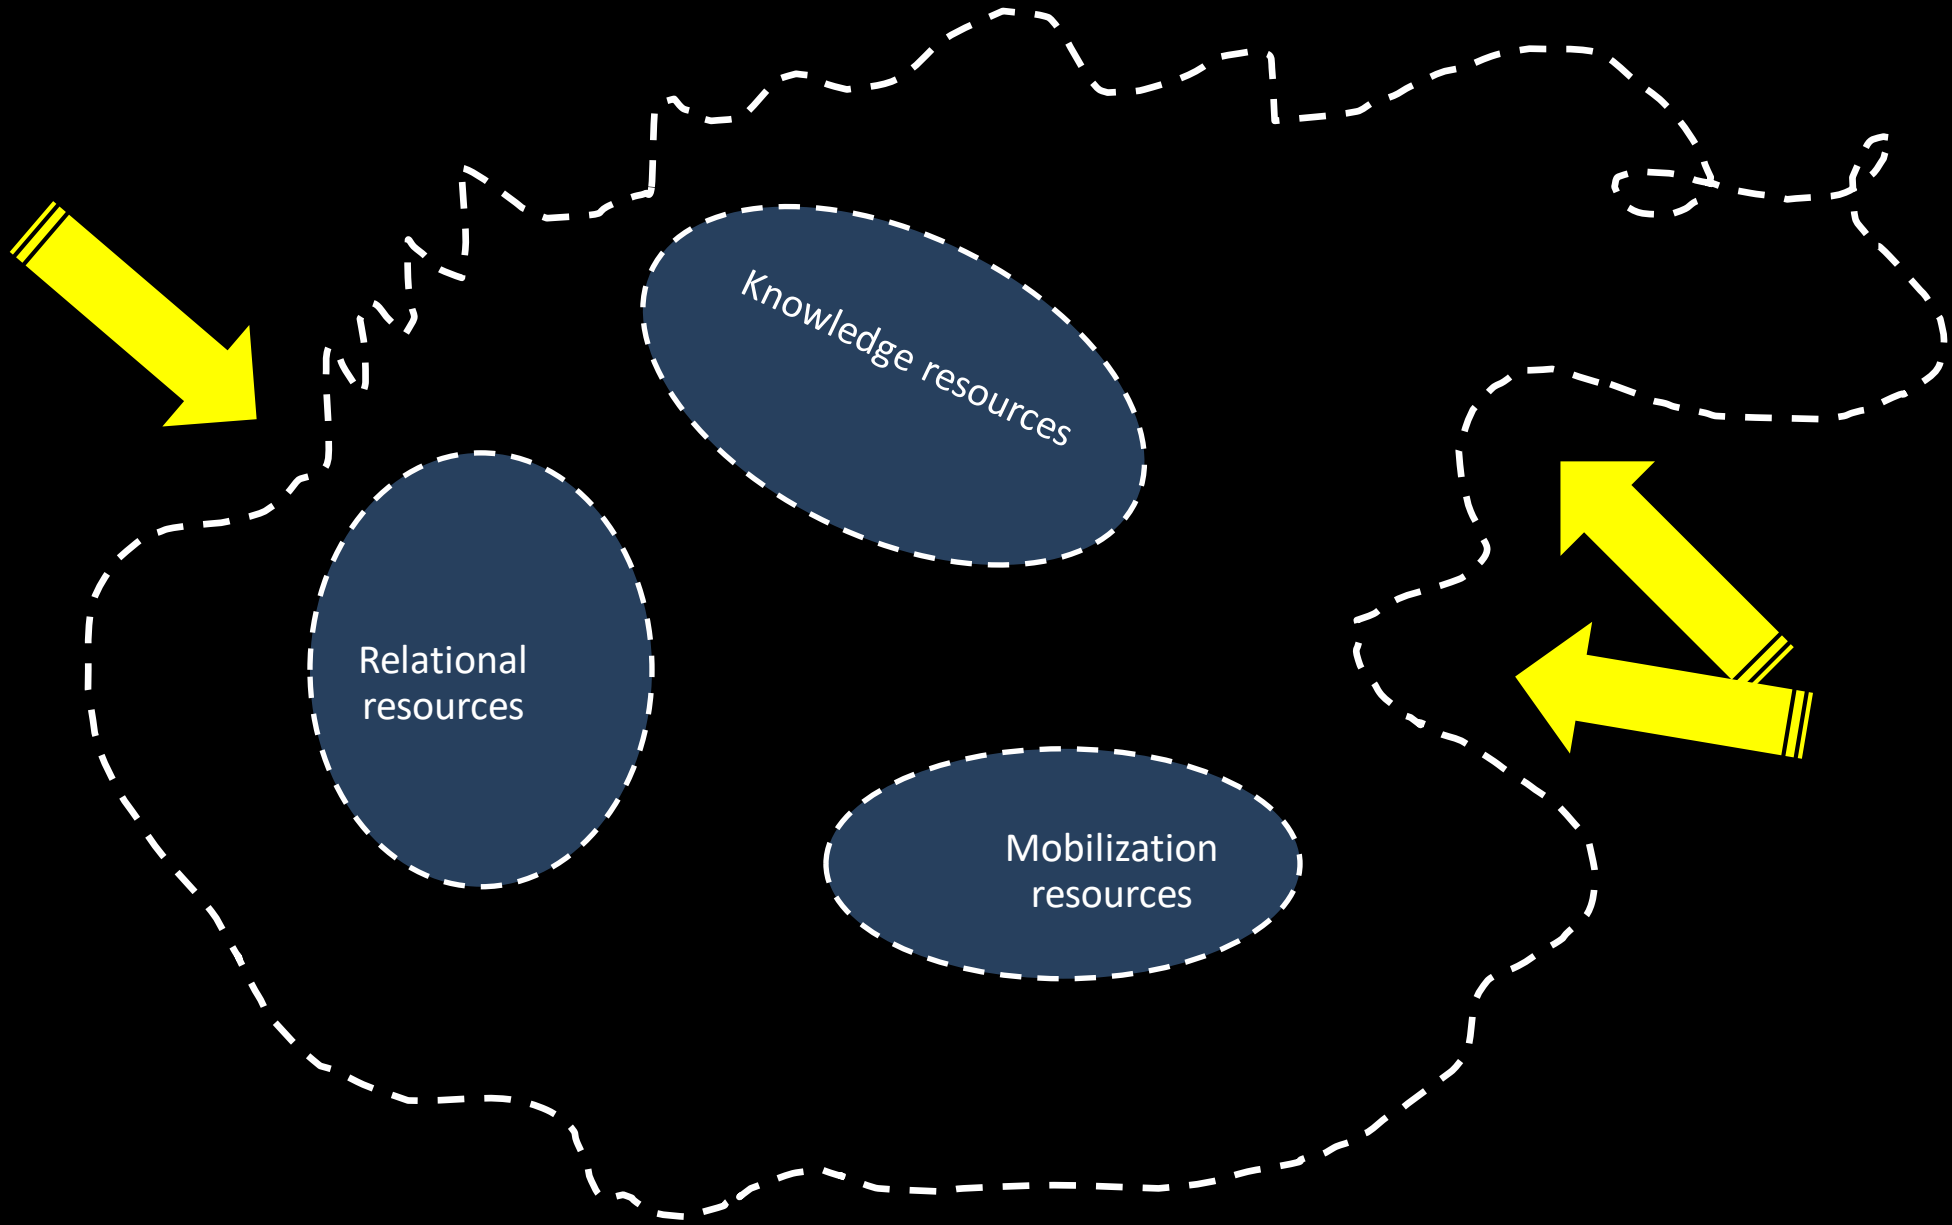 Knowledge resources
Relational
resources
Mobilization
resources